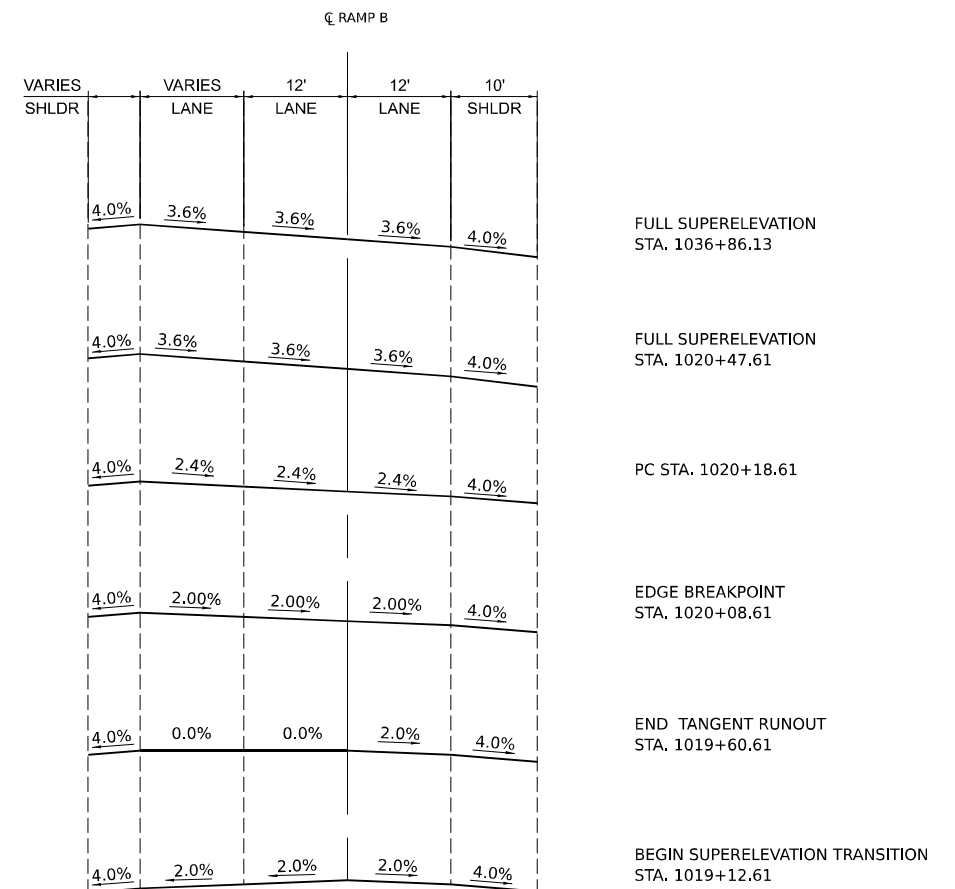 ℄ RAMP B
VARIES VARIES 12' 12' 10'
SHLDR LANE LANE LANE SHLDR
4.0% 3.6% 3.6% 3.6% 4.0%
FULL SUPERELEVATION
STA. 1036+86.13
4.0% 3.6% 3.6% 3.6% 4.0%
FULL SUPERELEVATION
STA. 1020+47.61
4.0% 2.4% 2.4% 2.4% 4.0%
PC STA. 1020+18.61
4.0% 2.00% 2.00% 2.00% 4.0%
EDGE BREAKPOINT
STA. 1020+08.61
4.0% 0.0% 0.0% 2.0% 4.0%
END TANGENT RUNOUT
STA. 1019+60.61
4.0% 2.0% 2.0% 2.0% 4.0%
BEGIN SUPERELEVATION TRANSITION
STA. 1019+12.61